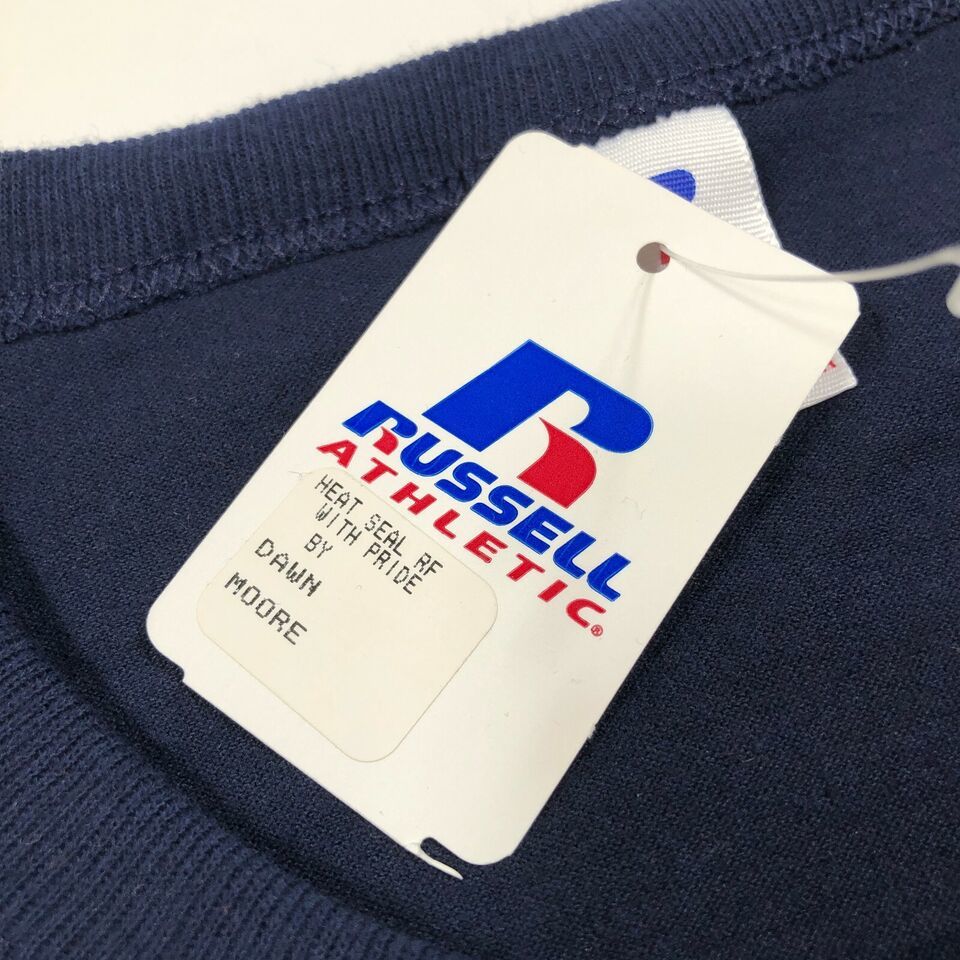 RUSSELL
ATHLETIC®
HEAT SEAL RF
WITH PRIDE
BY
DAWN
MOORE